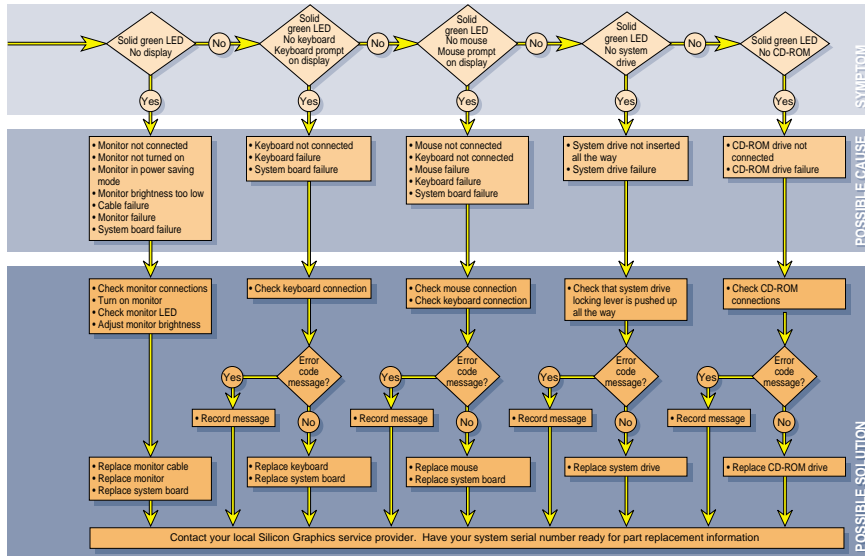 Solid green LED
No display
No
Solid
green LED
No keyboard
Keyboard prompt
on display
No
Solid
green LED
No mouse
Mouse prompt
on display
No
Solid
green LED
No system
drive
No
Solid green LED
No CD-ROM
Yes
Yes
Yes
Yes
Yes
SYMPTOM
• Monitor not connected
• Monitor not turned on
• Monitor in power saving
mode
• Monitor brightness too low
• Cable failure
• Monitor failure
• System board failure
• Keyboard not connected
• Keyboard failure
• System board failure
• Mouse not connected
• Keyboard not connected
• Mouse failure
• Keyboard failure
• System board failure
• System drive not inserted
all the way
• System drive failure
• CD-ROM drive not
connected
• CD-ROM drive failure
POSSIBLE CAUSE
• Check monitor connections
• Turn on monitor
• Check monitor LED
• Adjust monitor brightness
• Check keyboard connection
• Check mouse connection
• Check keyboard connection
• Check that system drive
locking lever is pushed up
all the way
• Check CD-ROM
connections
Yes
Error
code
message?
Yes
Error
code
message?
Yes
Error
code
message?
Yes
Error
code
message?
• Record message
No
• Record message
No
• Record message
No
• Record message
No
• Replace monitor cable
• Replace monitor
• Replace system board
• Replace keyboard
• Replace system board
• Replace mouse
• Replace system board
• Replace system drive
• Replace CD-ROM drive
Contact your local Silicon Graphics service provider. Have your system serial number ready for part replacement information
POSSIBLE SOLUTION